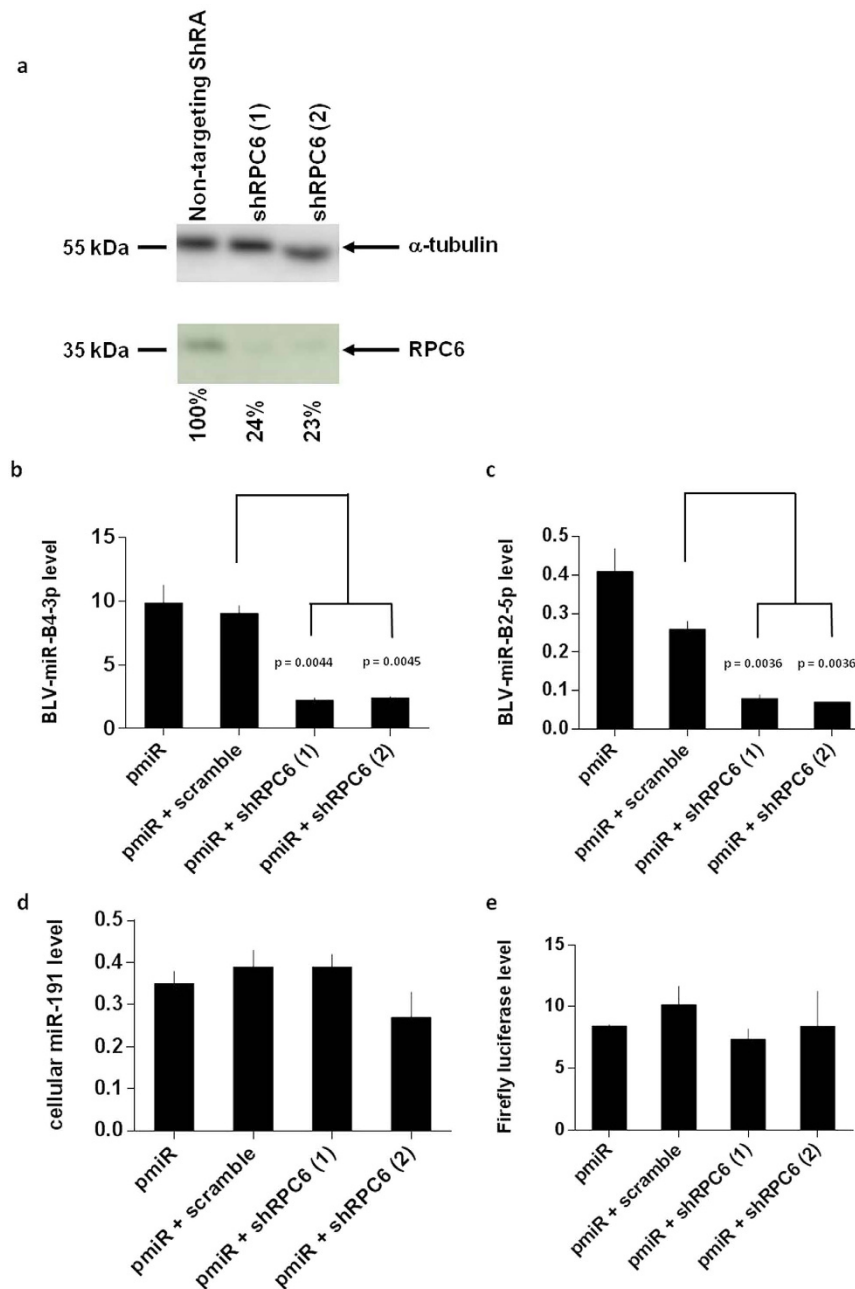 a
Non-targeting ShRA
shRPC6 (1)
shRPC6 (2)
55 kDa
α-tubulin
35 kDa
RPC6
100%
24%
23%
b
BLV-miR-B4-3p level
15
10
5
0
p = 0.0044
p = 0.0045
pmiR
pmiR + scramble
pmiR + shRPC6 (1)
pmiR + shRPC6 (2)
c
BLV-miR-B2-5p level
0.5
0.4
0.3
0.2
0.1
0.0
p = 0.0036
p = 0.0036
pmiR
pmiR + scramble
pmiR + shRPC6 (1)
pmiR + shRPC6 (2)
d
cellular miR-191 level
0.5
0.4
0.3
0.2
0.1
0.0
pmiR
pmiR + scramble
pmiR + shRPC6 (1)
pmiR + shRPC6 (2)
e
Firefly luciferase level
15
10
5
0
pmiR
pmiR + scramble
pmiR + shRPC6 (1)
pmiR + shRPC6 (2)